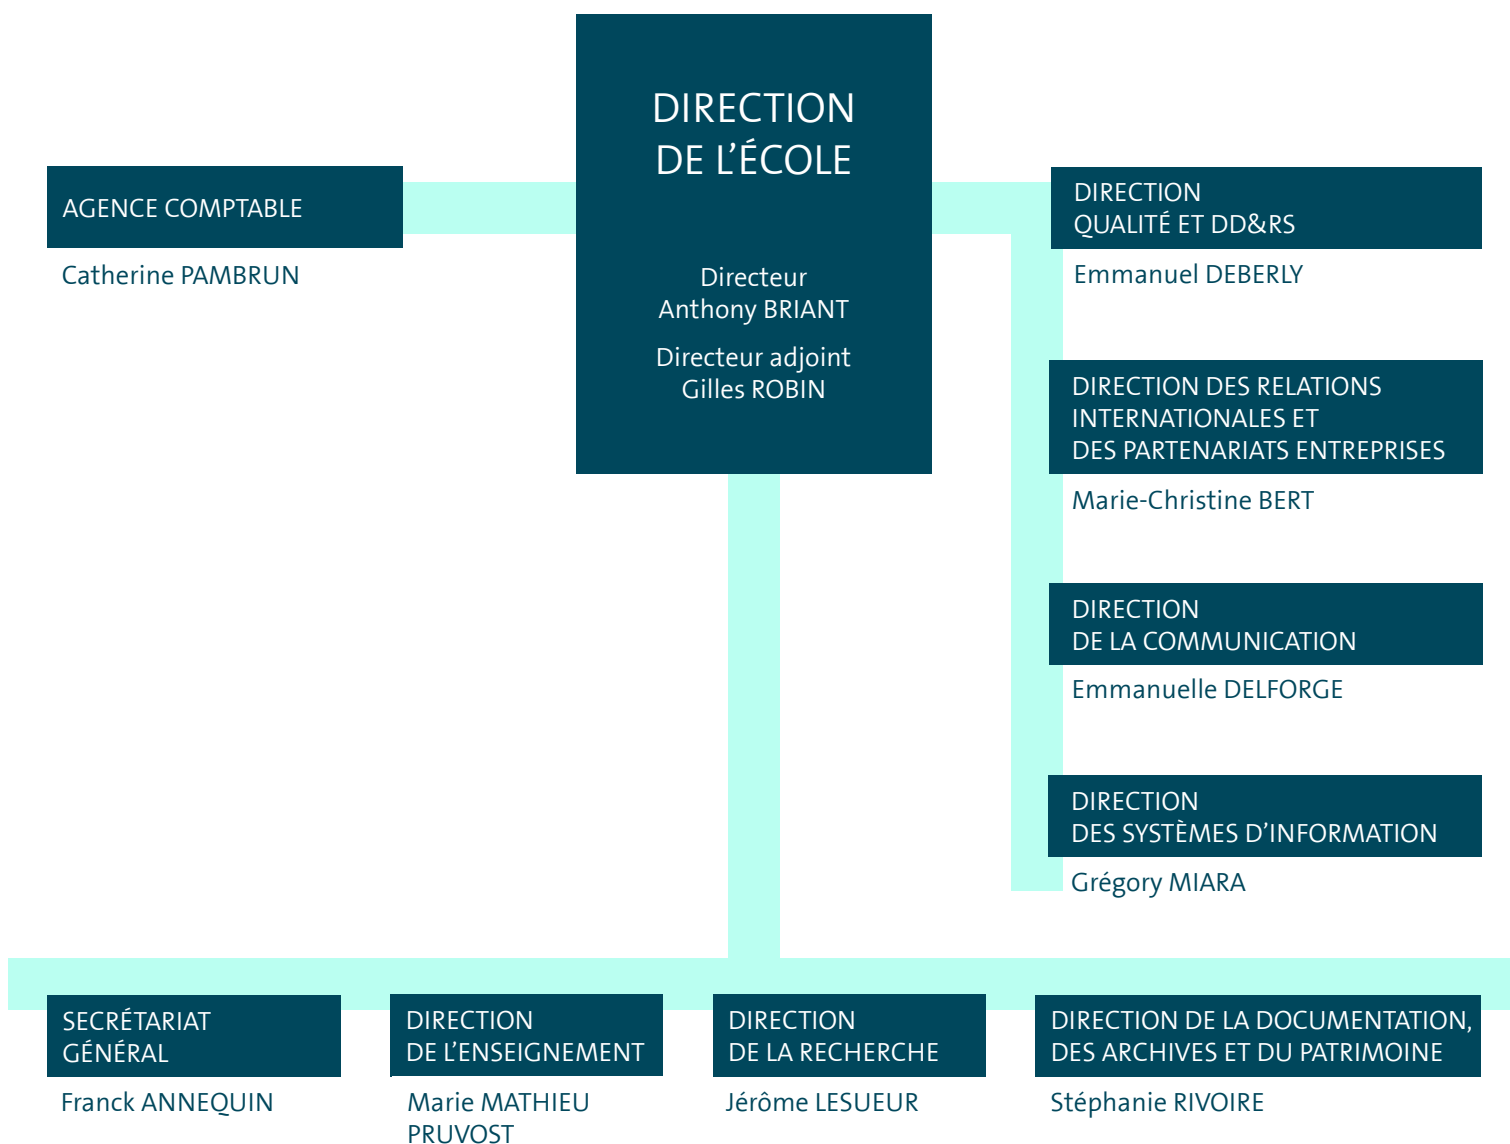 DIRECTION
DE L’ÉCOLE
Directeur
Anthony BRIANT
Directeur adjoint
Gilles ROBIN
AGENCE COMPTABLE
Catherine PAMBRUN
DIRECTION
QUALITÉ ET DD&RS
Emmanuel DEBERLY
DIRECTION DES RELATIONS
INTERNATIONALES ET
DES PARTENARIATS ENTREPRISES
Marie-Christine BERT
DIRECTION
DE LA COMMUNICATION
Emmanuelle DELFORGE
DIRECTION
DES SYSTÈMES D’INFORMATION
Grégory MIARA
SECRÉTARIAT
GÉNÉRAL
Franck ANNEQUIN
DIRECTION
DE L’ENSEIGNEMENT
Marie MATHIEU
PRUVOST
DIRECTION
DE LA RECHERCHE
Jérôme LESUEUR
DIRECTION DE LA DOCUMENTATION,
DES ARCHIVES ET DU PATRIMOINE
Stéphanie RIVOIRE